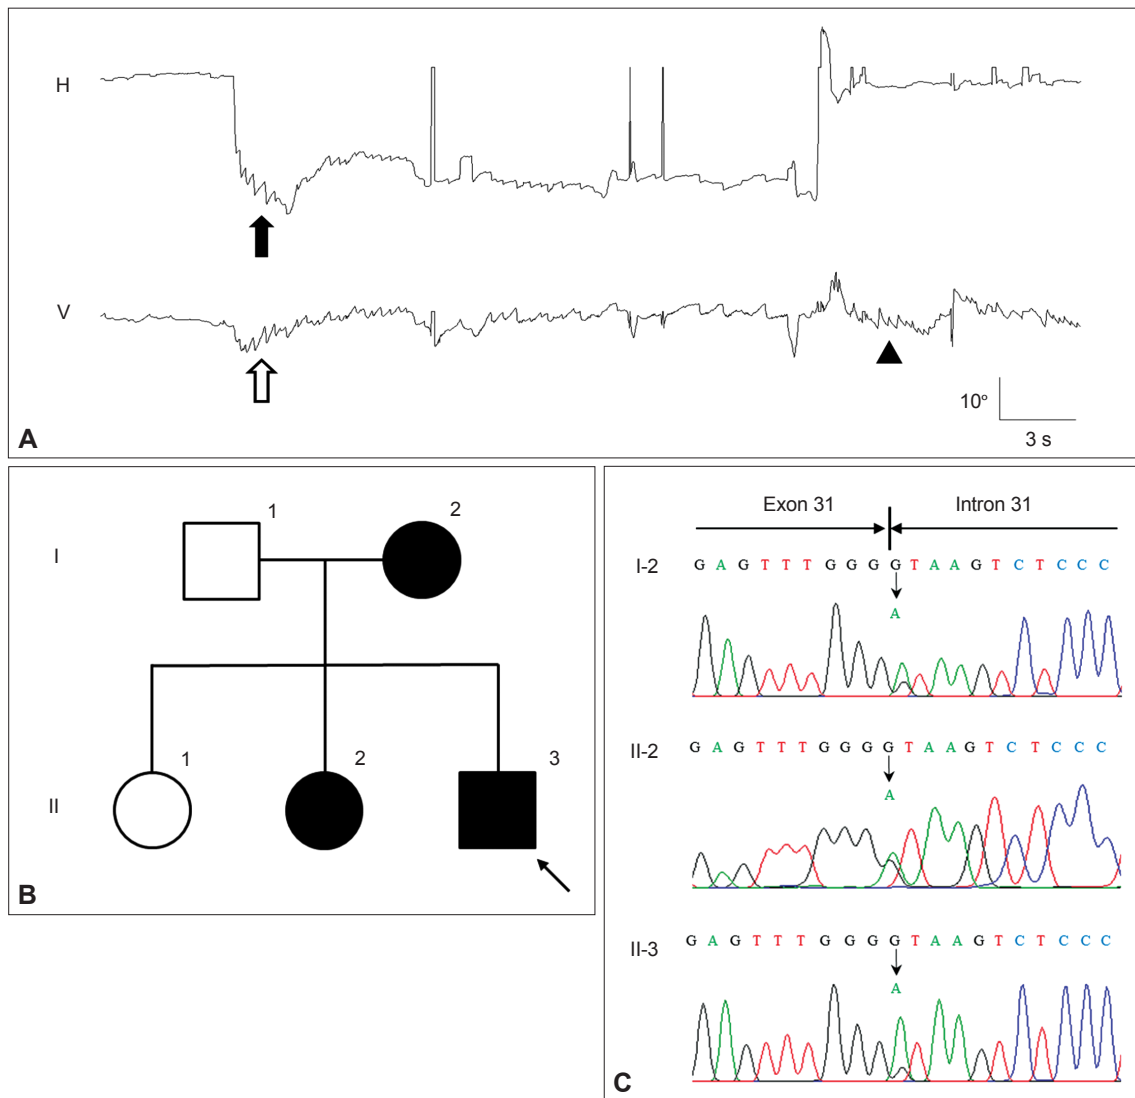 H
V
10°
3 s
A
1
2
I
1
2
3
II
B
Exon 31
Intron 31
I-2
G A G T T T G G G G T A A G T C T C C C
A
II-2
G A G T T T G G G G T A A G T C T C C C
A
II-3
G A G T T T G G G G T A A G T C T C C C
A
C